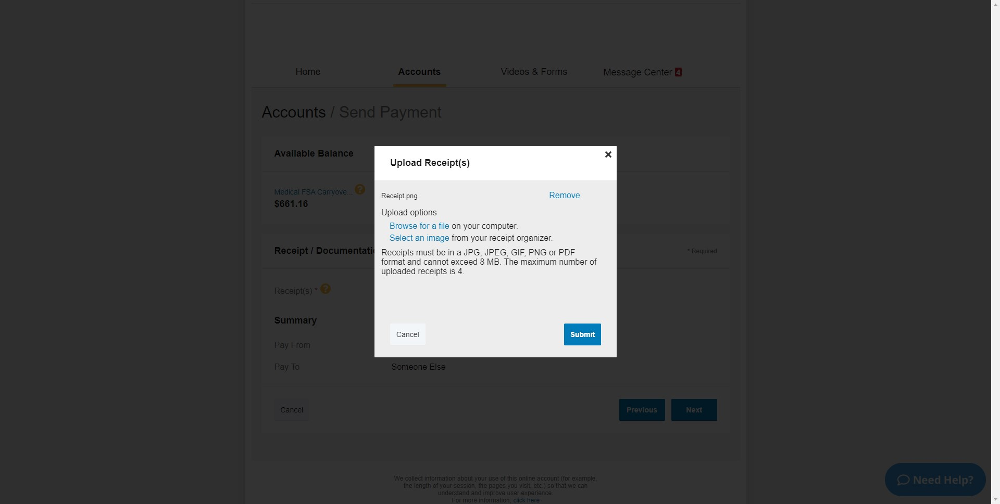 Home
Accounts
Videos & Forms
Message Center 4
Accounts / Send Payment
Available Balance
Medical FSA Carryove... ?
$661.16
Receipt / Documentatio
* Required
Receipt(s) * ?
Summary
Pay From
Pay To
Someone Else
Cancel
Previous
Next
Upload Receipt(s)
×
Receipt.png
Remove
Upload options
Browse for a file on your computer.
Select an image from your receipt organizer.
Receipts must be in a JPG, JPEG, GIF, PNG or PDF
format and cannot exceed 8 MB. The maximum number of
uploaded receipts is 4.
Cancel
Submit
We collect information about your use of this online account (for example,
the length of your session, the pages you visit, etc.) so that we can
understand and improve user experience.
For more information, click here
Need Help?